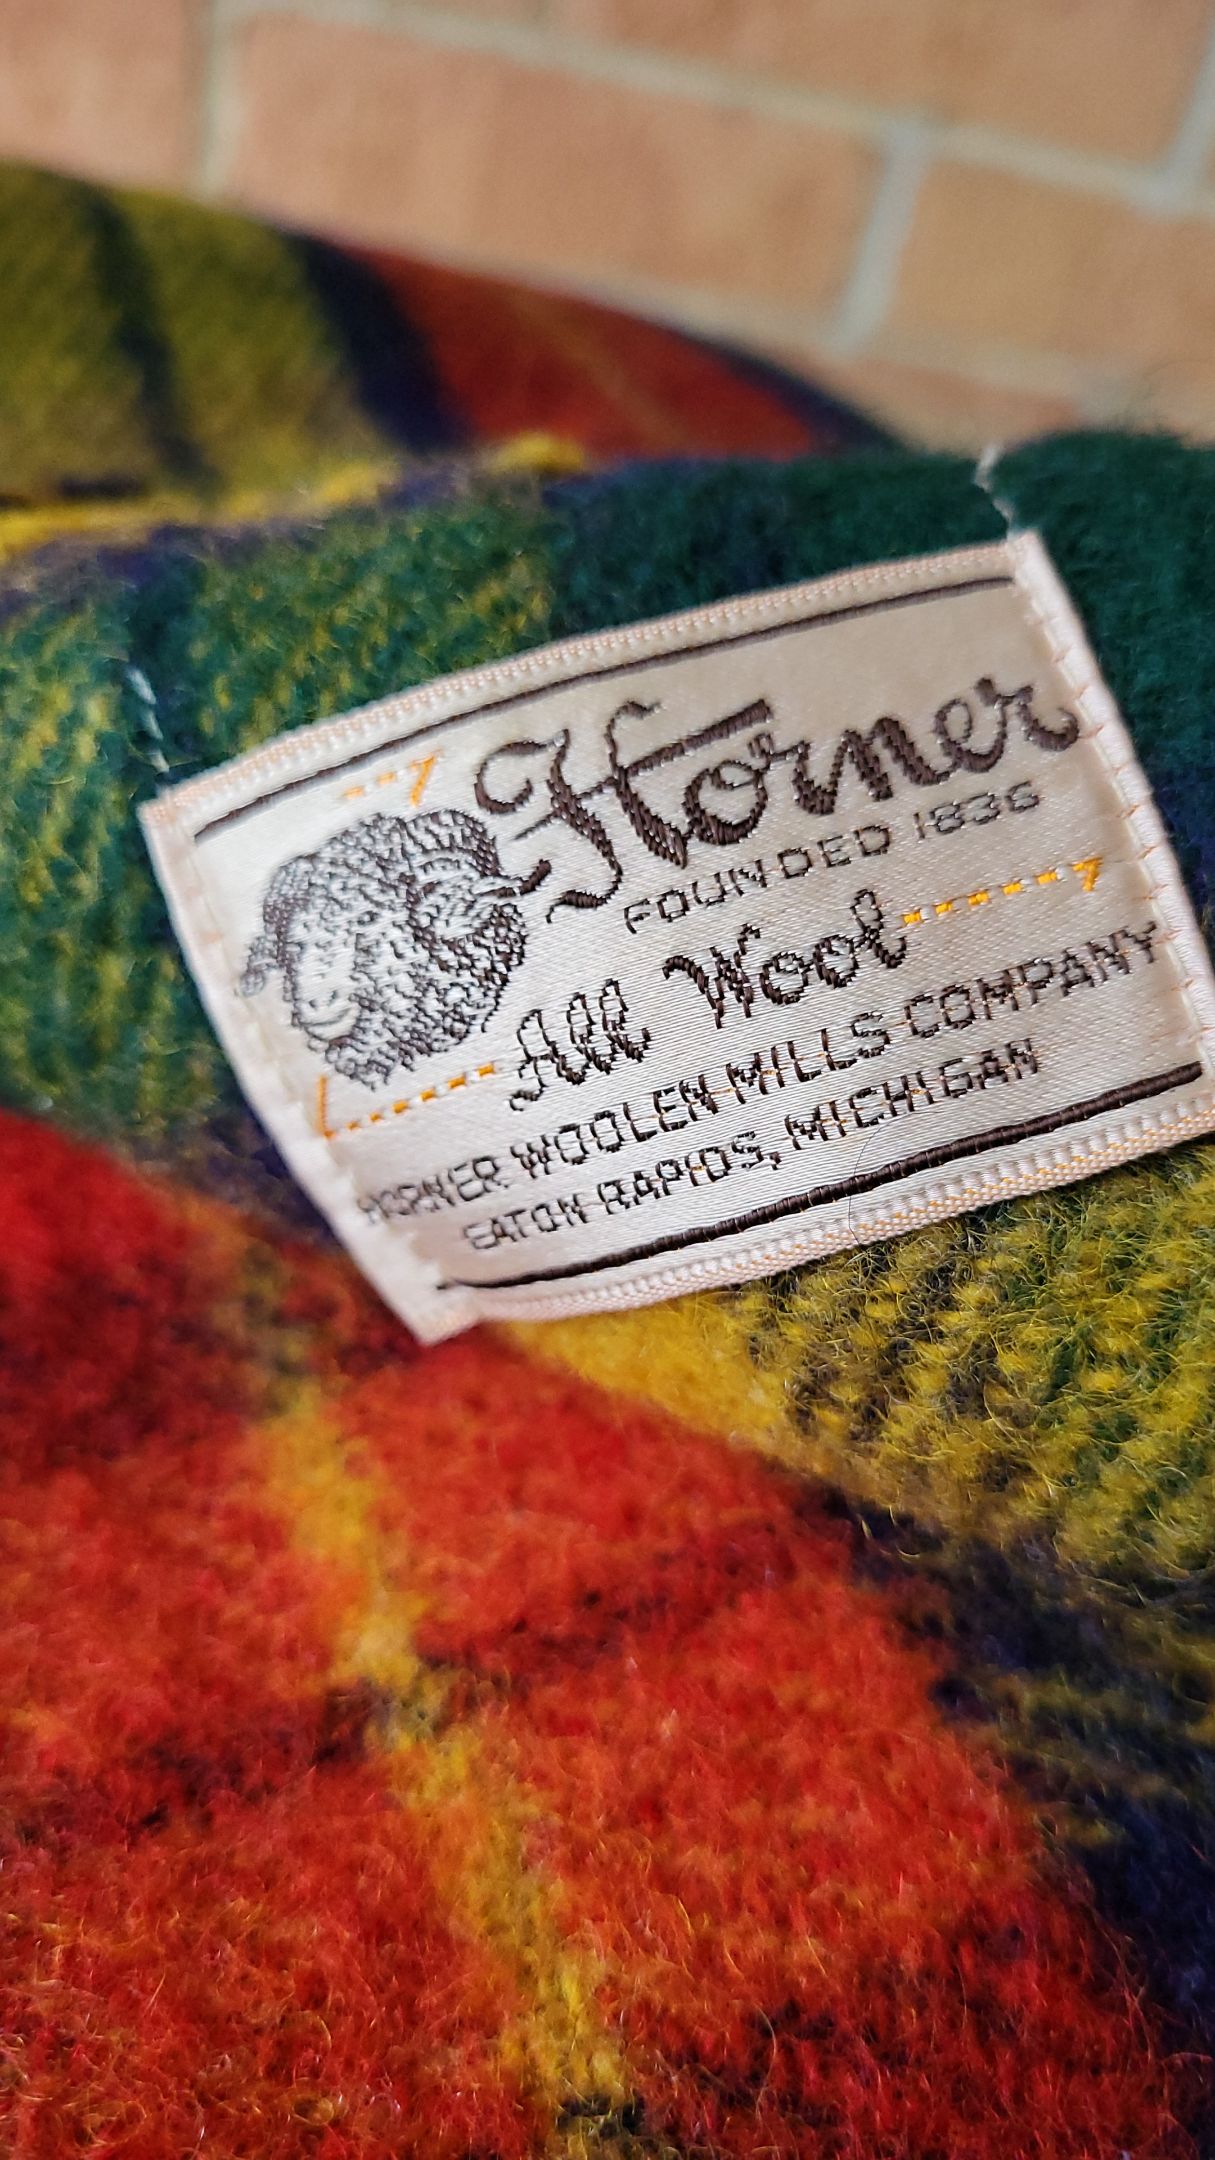 Horner
FOUNDED 1836
All Wool
HORNER WOOLEN MILLS COMPANY
EATON RAPIDS, MICHIGAN